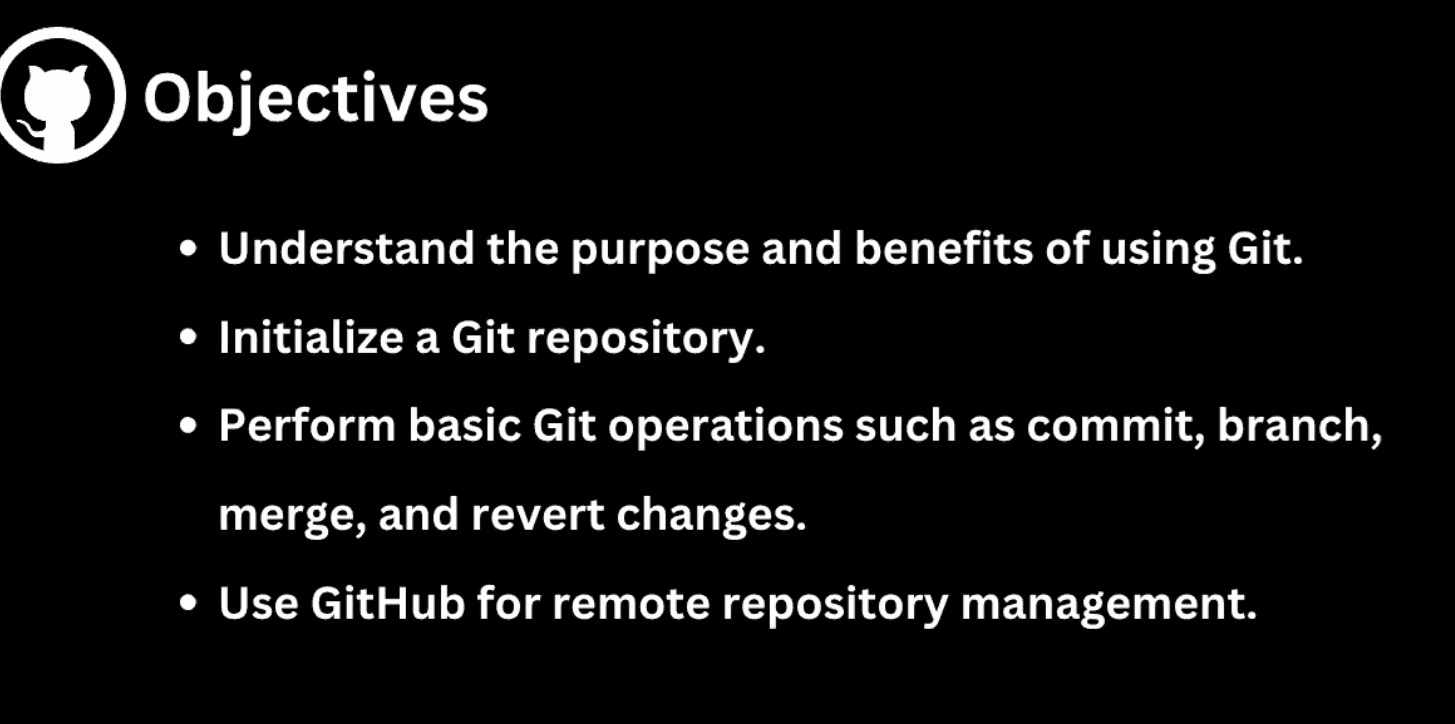 Objectives
• Understand the purpose and benefits of using Git.
• Initialize a Git repository.
• Perform basic Git operations such as commit, branch,
merge, and revert changes.
• Use GitHub for remote repository management.